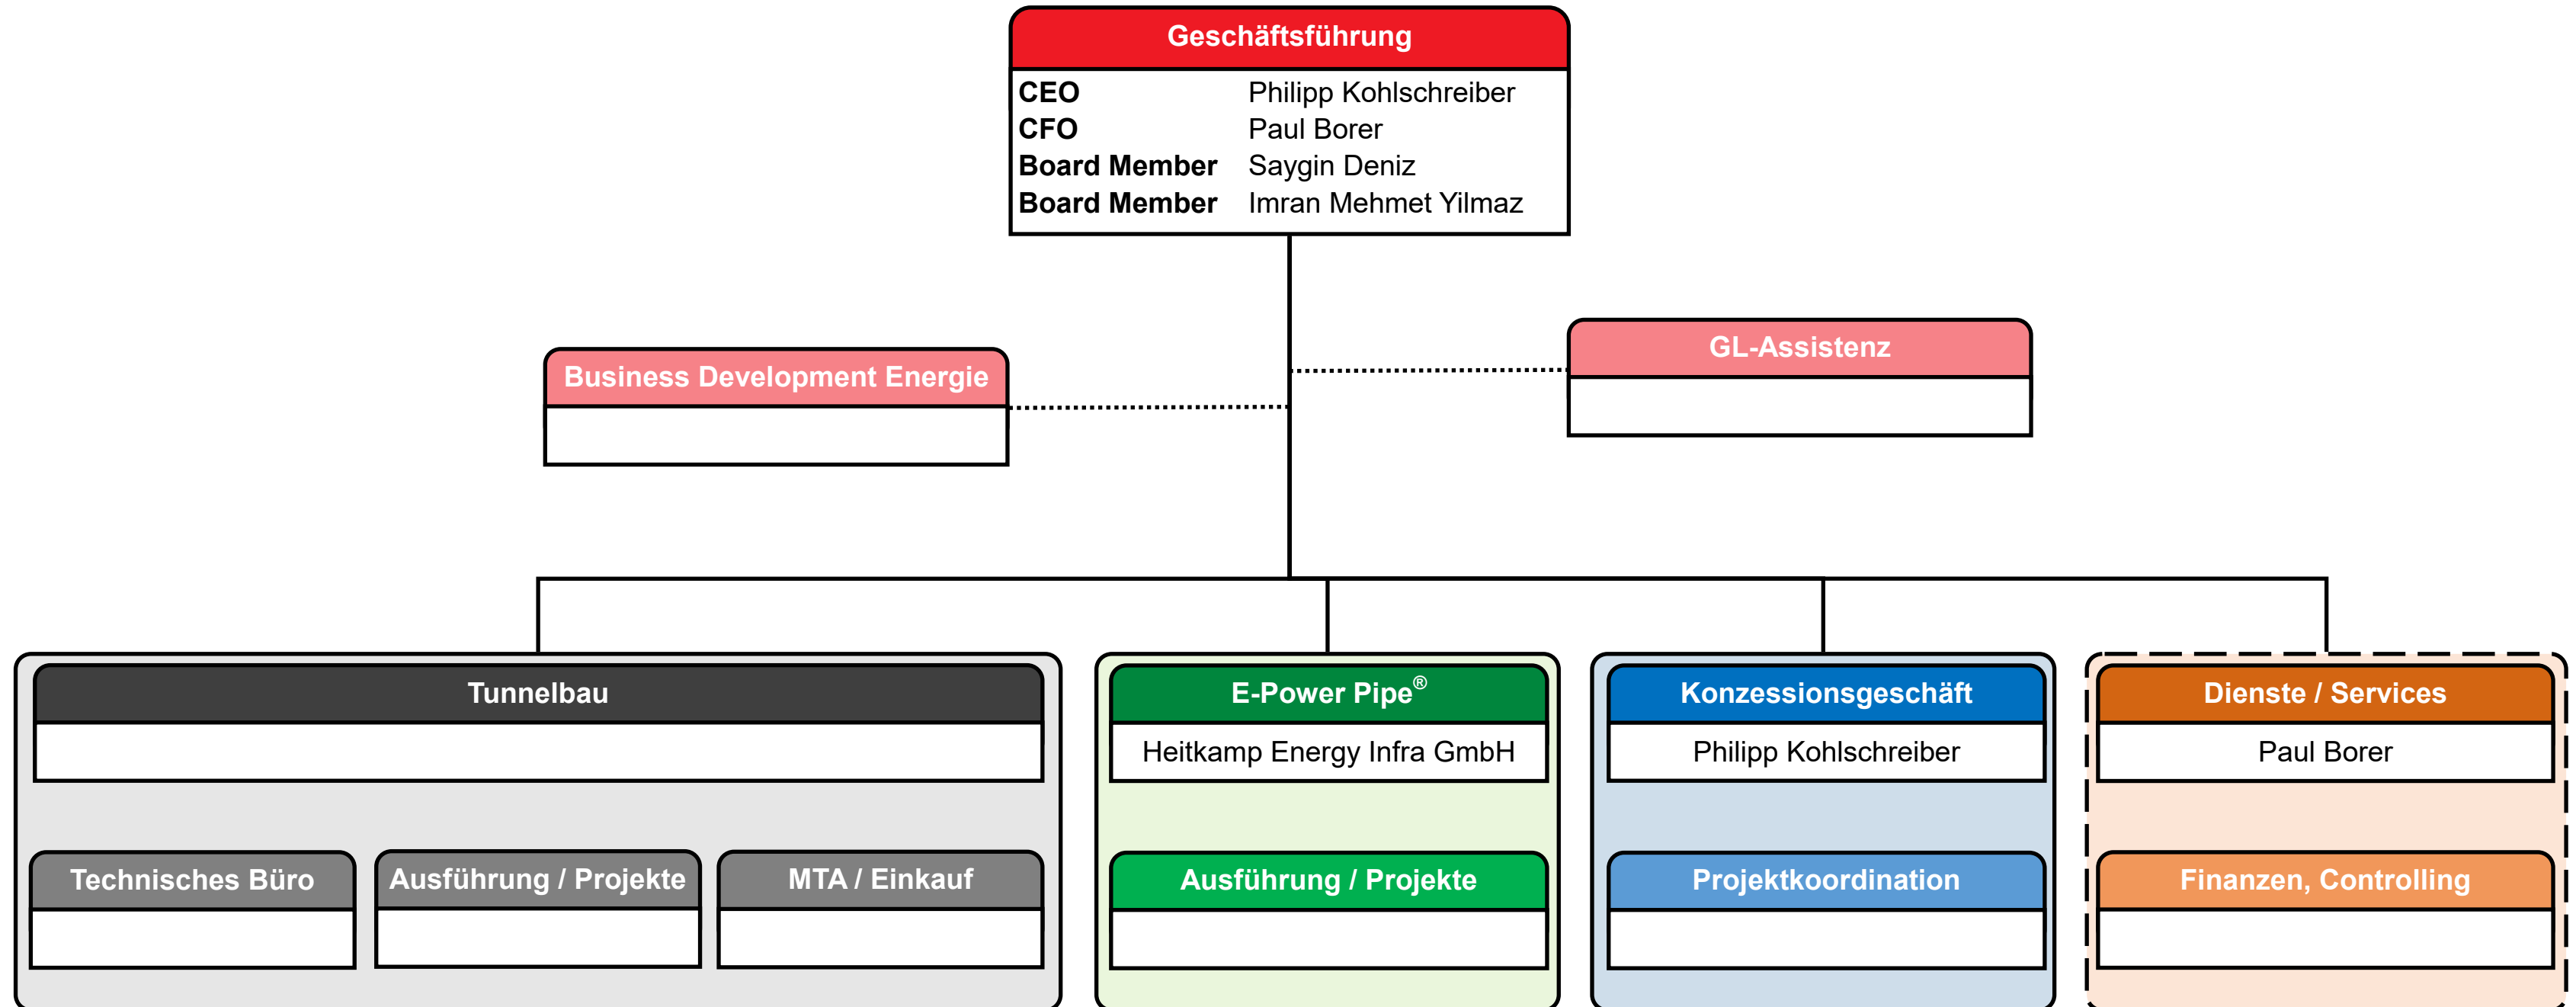 Geschäftsführung
CEO Philipp Kohlschreiber
CFO Paul Borer
Board Member Saygin Deniz
Board Member Imran Mehmet Yilmaz
GL-Assistenz
Business Development Energie
Tunnelbau
E-Power Pipe®
Heitkamp Energy Infra GmbH
Konzessionsgeschäft
Philipp Kohlschreiber
Dienste / Services
Paul Borer
Technisches Büro
Ausführung / Projekte
MTA / Einkauf
Ausführung / Projekte
Projektkoordination
Finanzen, Controlling